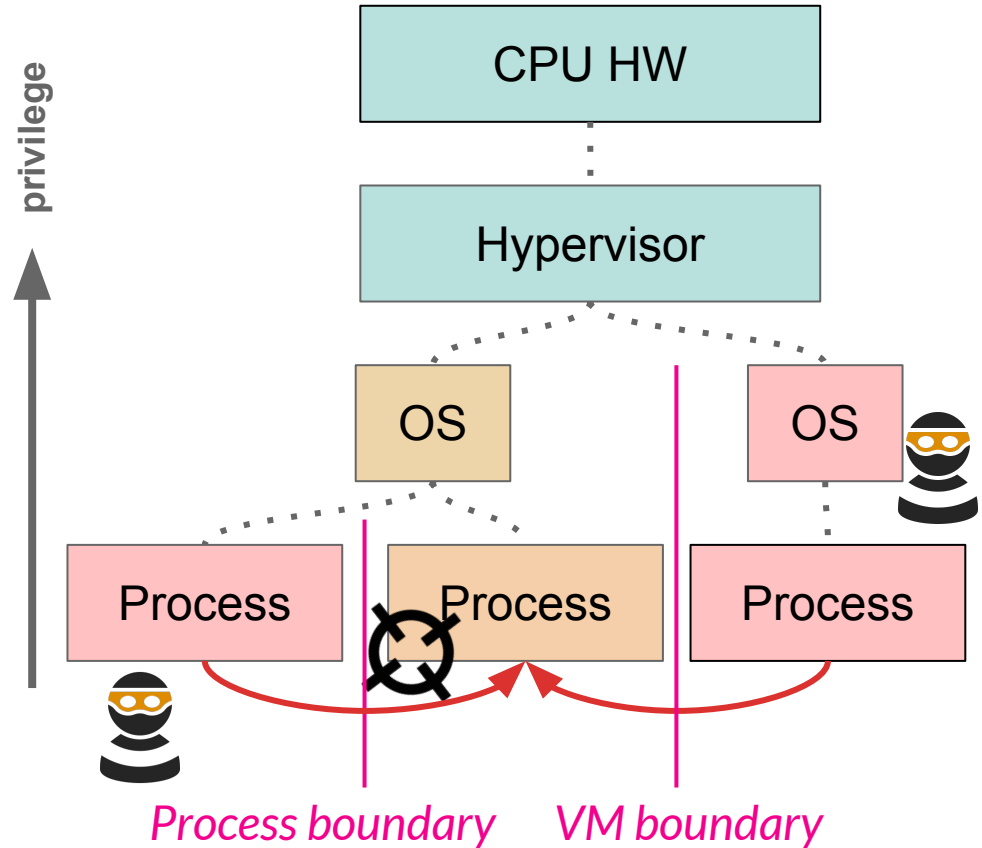 CPU HW
privilege
Hypervisor
OS
OS
Process
Process
Process
Process boundary
VM boundary